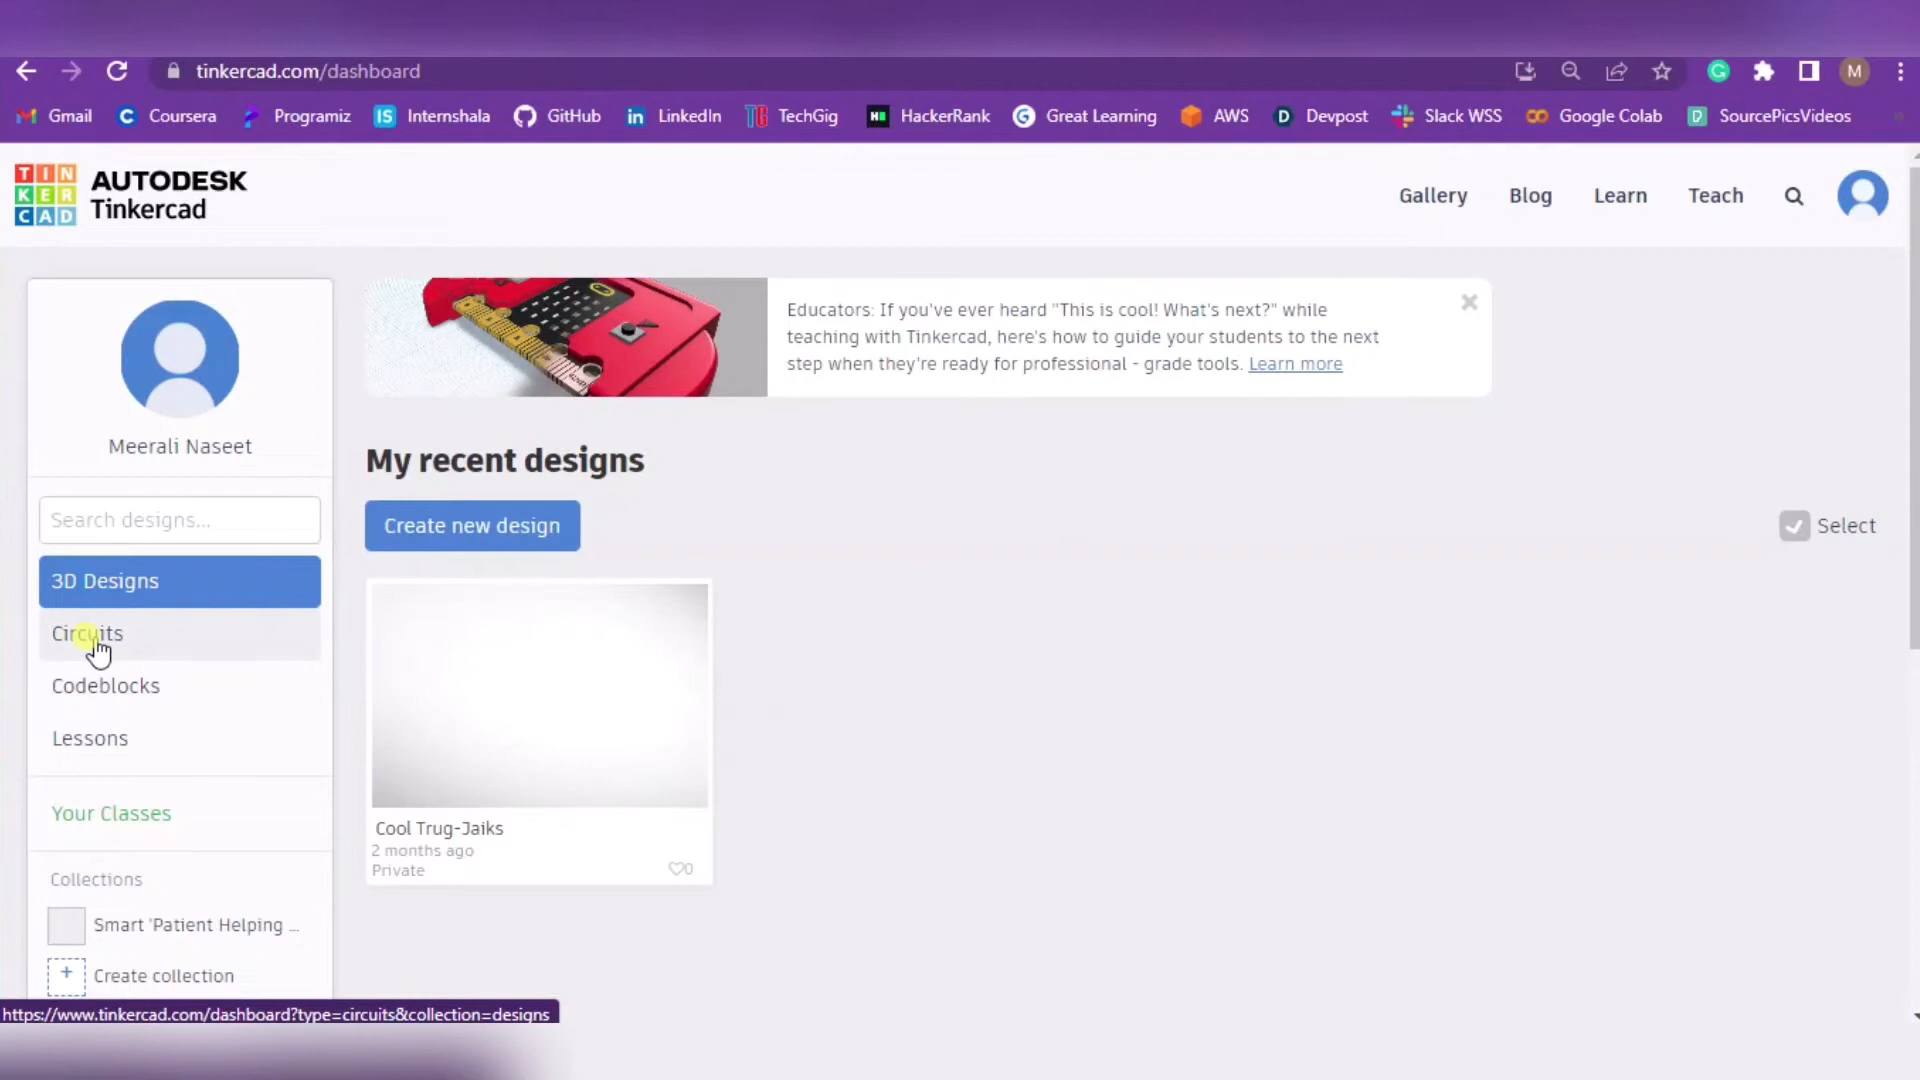 tinkercad.com/dashboard
M
Gmail
Coursera
Programiz
IS Internshala
GitHub
in LinkedIn
TechGig
HackerRank
Great Learning
AWS
D Devpost
Slack WSS
Google Colab
SourcePicsVideos
TIN
KER
CAD
AUTODESK
Tinkercad
Gallery
Blog
Learn
Teach
Educators: If you've ever heard "This is cool! What's next?" while
teaching with Tinkercad, here's how to guide your students to the next
step when they're ready for professional - grade tools. Learn more
Meerali Naseet
Search designs...
3D Designs
Circuits
Codeblocks
Lessons
Your Classes
Collections
Smart 'Patient Helping ...
+ Create collection
My recent designs
Create new design
Select
Cool Trug-Jaiks
2 months ago
Private
0
https://www.tinkercad.com/dashboard?type=circuits&collection=designs